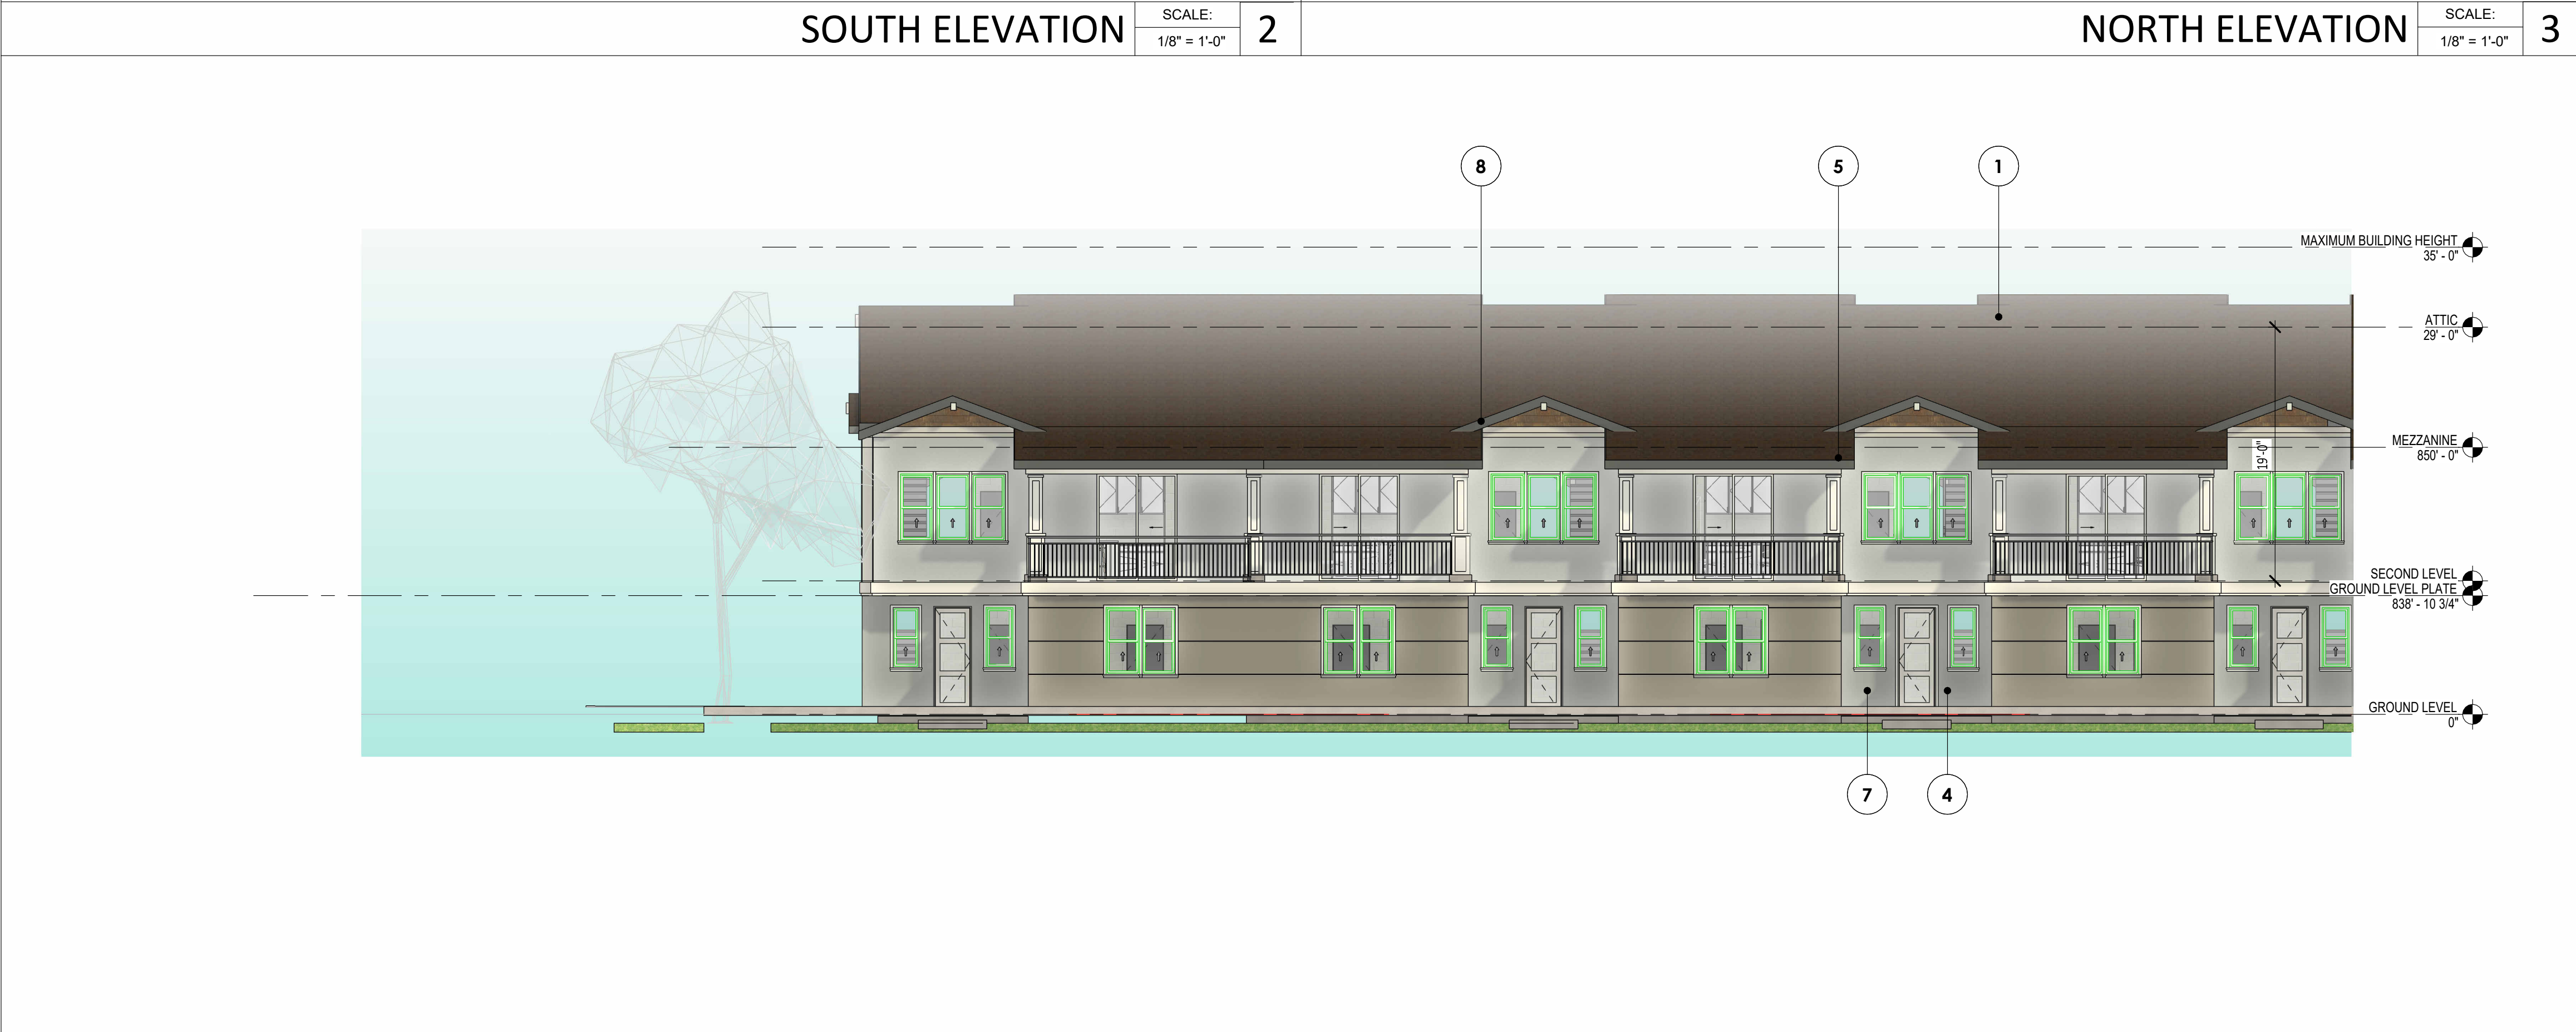 SOUTH ELEVATION
SCALE:
1/8" = 1'-0"
2
NORTH ELEVATION
SCALE:
1/8" = 1'-0"
3
8
5
1
MAXIMUM BUILDING HEIGHT
35' - 0"
ATTIC
29' - 0"
MEZZANINE
850' - 0"
19'-0"
SECOND LEVEL
GROUND LEVEL PLATE
838' - 10 3/4"
GROUND LEVEL
0"
7
4